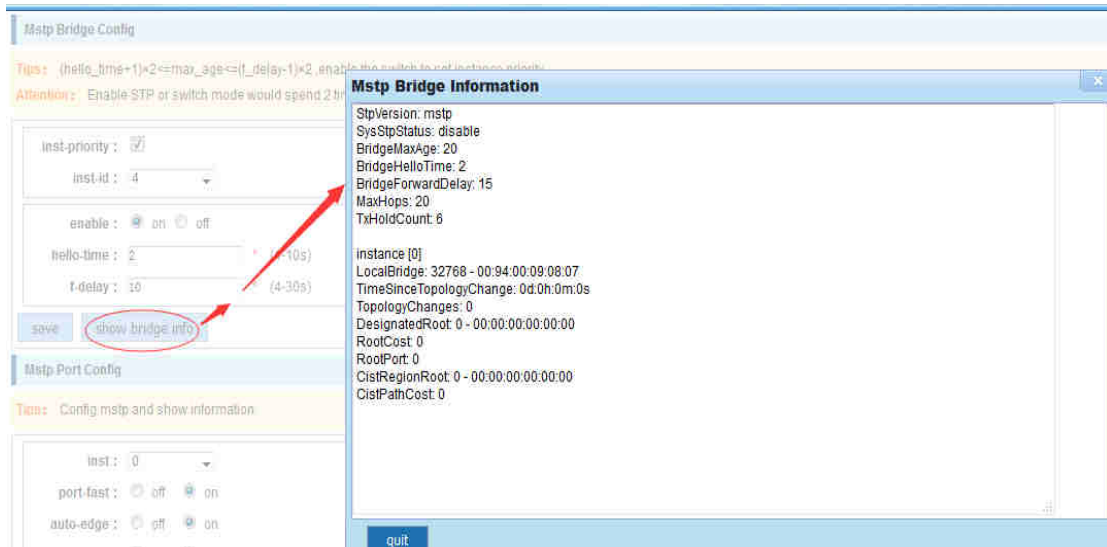 Mstp Bridge Config
Tips: (hello_time+1)×2<=max_age<=(f_delay-1)×2 ,enable the switch to set instance priority
Attention: Enable STP or switch mode would spend 2
inst-priority :
inst-id : 4
enable : on off
hello-time : 2 * -10s)
f-delay : 10 (4-30s)
save show bridge info
Mstp Port Config
Tips: Config mstp and show information.
inst : 0
port-fast : off on
auto-edge : off on
Mstp Bridge Information
x
StpVersion: mstp
SysStpStatus: disable
BridgeMaxAge: 20
BridgeHelloTime: 2
BridgeForwardDelay: 15
MaxHops: 20
TxHoldCount: 6
instance [0]
LocalBridge: 32768 - 00:94:00:09:08:07
TimeSinceTopologyChange: 0d:0h:0m:0s
TopologyChanges: 0
DesignatedRoot: 0 - 00:00:00:00:00:00
RootCost: 0
RootPort: 0
CistRegionRoot: 0 - 00:00:00:00:00:00
CistPathCost: 0
quit